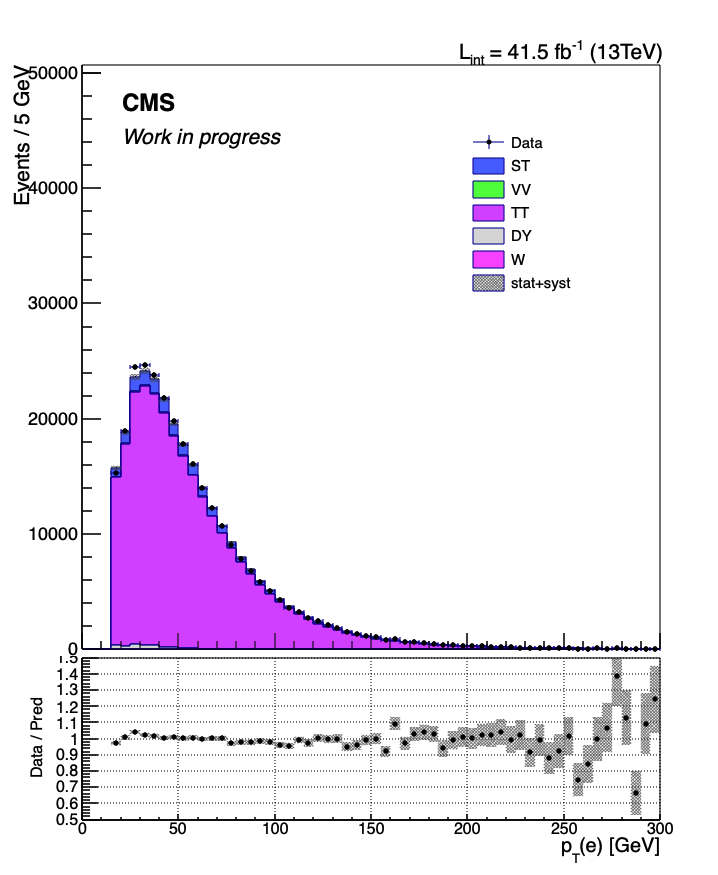 L_int = 41.5 fb^-1 (13TeV)
Events / 5 GeV
50000
CMS
Work in progress
Data
ST
VV
TT
DY
W
stat+syst
40000
30000
20000
10000
0
Data / Pred
1.5
1.4
1.3
1.2
1.1
1
0.9
0.8
0.7
0.6
0.5
0 50 100 150 200 250 300
p_T(e) [GeV]